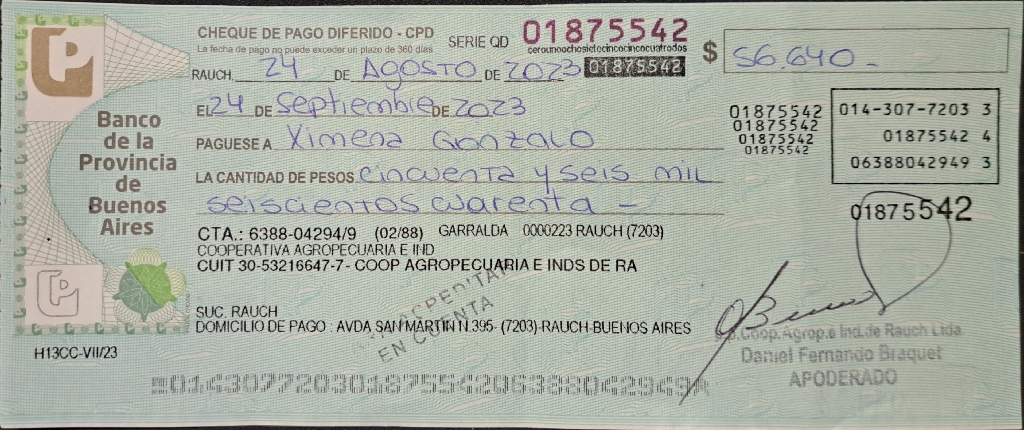 CHEQUE DE PAGO DIFERIDO - CPD
La fecha de pago no puede exceder un plazo de 360 días
SERIE QD 01875542
cerounoochosietecincocincocuatrodos
01875542
$ 56.640_
RAUCH, 24 DE AGOSTO DE 2023
EL 24 DE Septiembre DE 2023
PAGUESE A Ximena Gonzalo
LA CANTIDAD DE PESOS cincuenta y seis mil
seiscientos cuarenta —
01875542
01875542
01875542
01875542
014-307-7203 3
01875542 4
06388042949 3
01875542
Banco
de la
Provincia
de
Buenos
Aires
CTA.: 6388-04294/9 (02/88) GARRALDA 0000223 RAUCH (7203)
COOPERATIVA AGROPECUARIA E IND
CUIT 30-53216647-7- COOP AGROPECUARIA E INDS DE RA
ACREDITAR
EN CUENTA
SUC. RAUCH
DOMICILIO DE PAGO : AVDA SAN MARTIN N 395- (7203)-RAUCH-BUENOS AIRES
Coop. Agrop. e Ind. de Rauch Ltda
Daniel Fernando Braquet
APODERADO
H13CC-VII/23